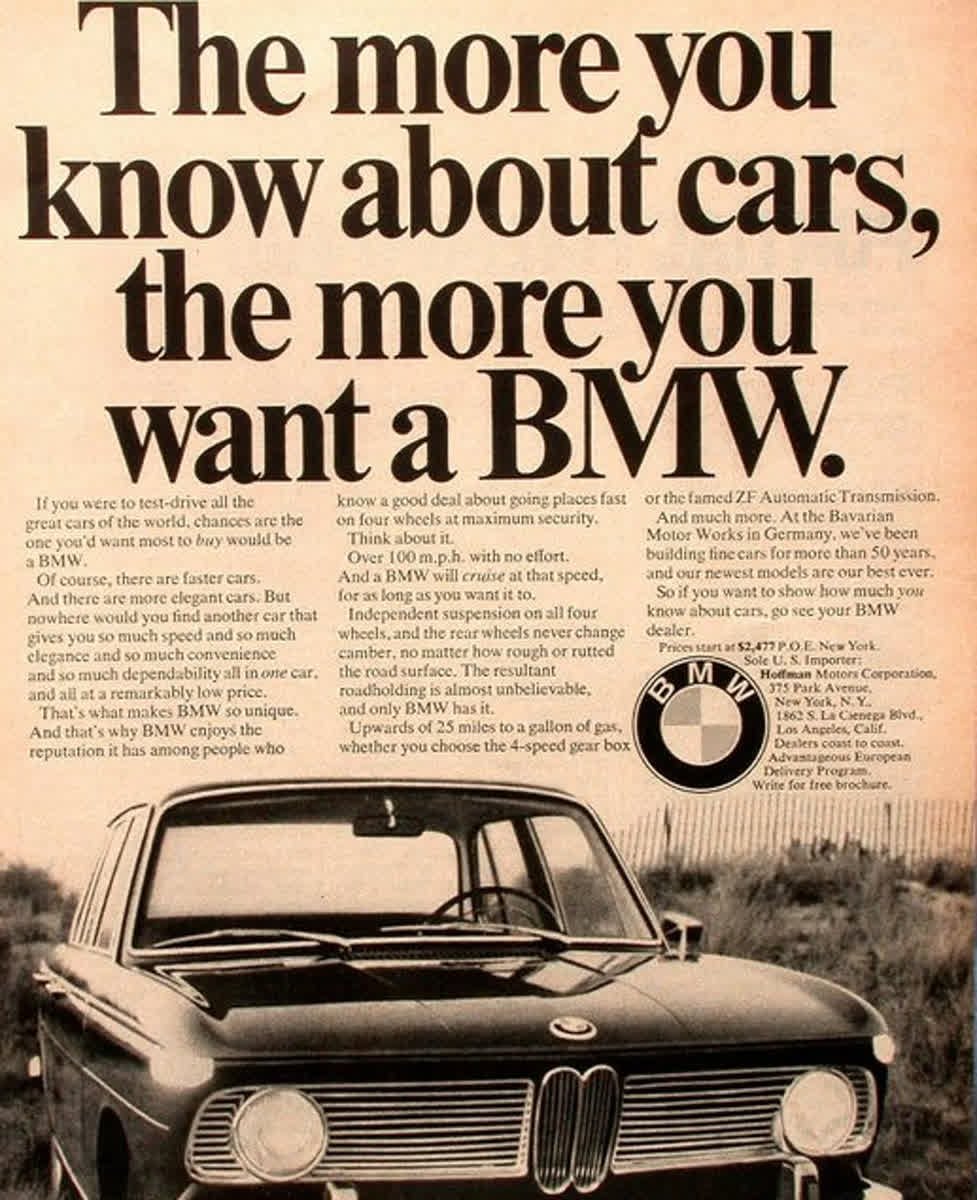 The more you
know about cars,
the more you
want a BMW.
If you were to test-drive all the
great cars of the world, chances are the
one you'd want most to buy would be
a BMW.
Of course, there are faster cars.
And there are more elegant cars. But
nowhere would you find another car that
gives you so much speed and so much
elegance and so much convenience
and so much dependability all in one car,
and all at a remarkably low price.
That's what makes BMW so unique.
And that's why BMW enjoys the
reputation it has among people who
know a good deal about going places fast
on four wheels at maximum security.
Think about it.
Over 100 m.p.h. with no effort.
And a BMW will cruise at that speed,
for as long as you want it to.
Independent suspension on all four
wheels, and the rear wheels never change
camber, no matter how rough or rutted
the road surface. The resultant
roadholding is almost unbelievable,
and only BMW has it.
Upwards of 25 miles to a gallon of gas,
whether you choose the 4-speed gear box
or the famed ZF Automatic Transmission.
And much more. At the Bavarian
Motor Works in Germany, we've been
building fine cars for more than 50 years,
and our newest models are our best ever.
So if you want to show how much you
know about cars, go see your BMW
dealer.
Prices start at $2,477 P.O.E. New York.
Sole U. S. Importer:
Hoffman Motors Corporation,
375 Park Avenue,
New York, N. Y.,
1862 S. La Cienega Blvd.,
Los Angeles, Calif.
Dealers coast to coast.
Advantageous European
Delivery Program.
Write for free brochure.
BMW